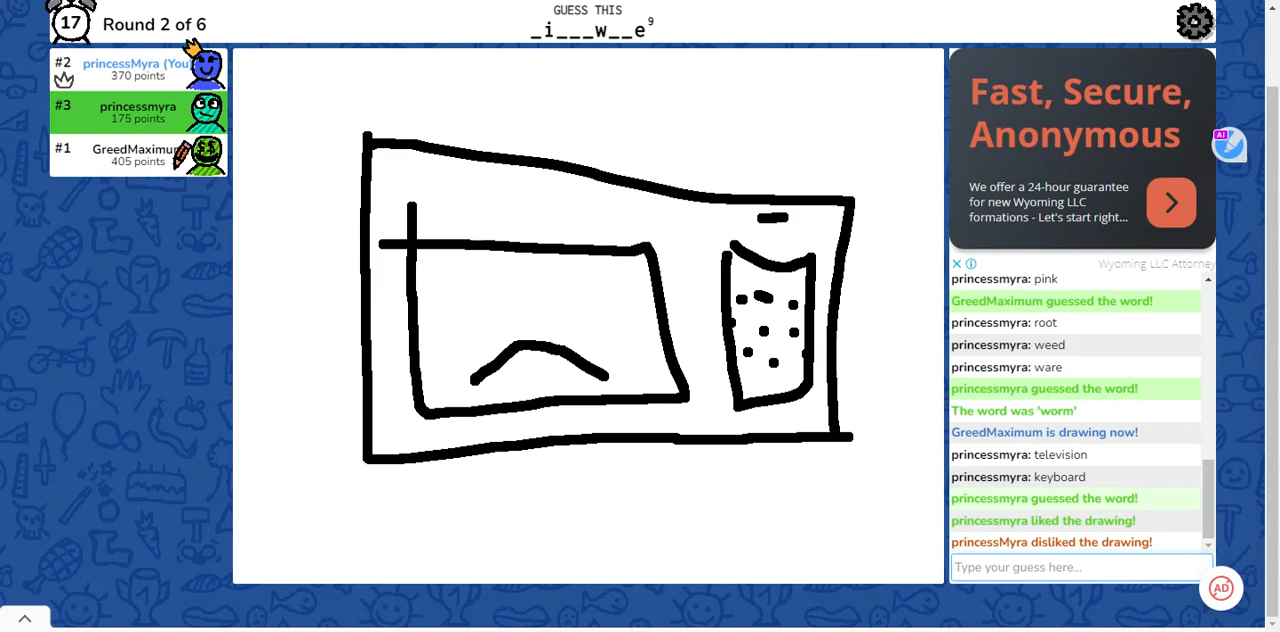 17
Round 2 of 6
GUESS THIS
_i___w__e9
#2 princessMyra (You)
370 points
#3 princessmyra
175 points
#1 GreedMaximum
405 points
Fast, Secure,
Anonymous
We offer a 24-hour guarantee
for new Wyoming LLC
formations - Let's start right...
AI
Wyoming LLC Attorney
princessmyra: pink
GreedMaximum guessed the word!
princessmyra: root
princessmyra: weed
princessmyra: ware
princessmyra guessed the word!
The word was 'worm'
GreedMaximum is drawing now!
princessmyra: television
princessmyra: keyboard
princessmyra guessed the word!
princessmyra liked the drawing!
princessMyra disliked the drawing!
Type your guess here...
AD